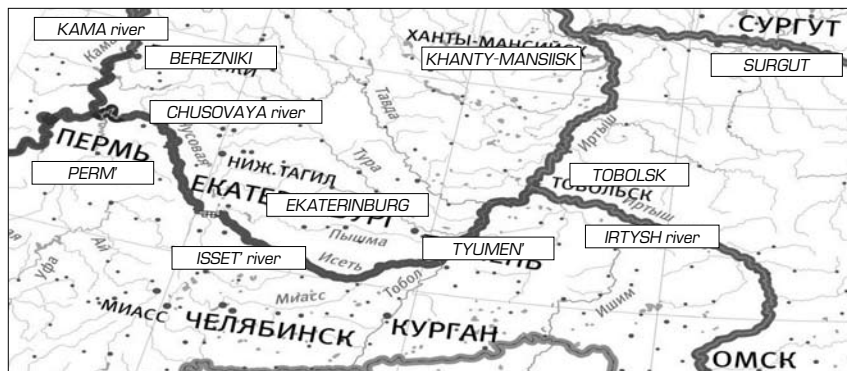 KAMA river
Кама
СУРГУТ
ХАНТЫ-МАНСИЙСК
BEREZNIKI
KHANTY-MANSIISK
SURGUT
CHUSOVAYA river
Тавда
Иртыш
ПЕРМЬ
Тура
PERM'
НИЖ.ТАГИЛ
TOBOLSK
ТОБОЛЬСК
EKATERINBURG
Иртыш
Пышма
TYUMEN'
IRTYSH river
ISSET' river
Исеть
Уфа
Ай
Тобол
Миасс
Ишим
МИАСС
ЧЕЛЯБИНСК
КУРГАН
ОМСК